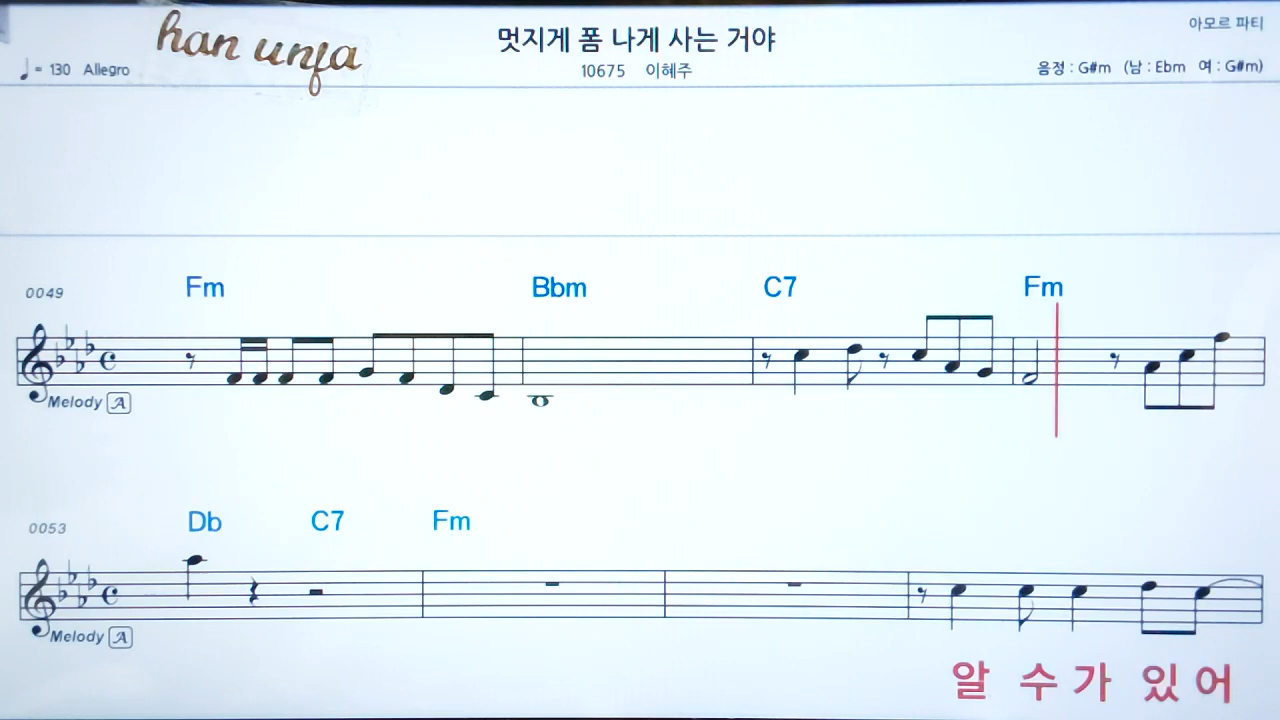 han unfa
멋지게 폼 나게 사는 거야
아모르 파티
♩= 130 Allegro
10675 이혜주
음정 : G#m (남 : Ebm 여 : G#m)
0049 Fm Bbm C7 Fm
Melody A
0053 Db C7 Fm
Melody A
알 수 가 있 어